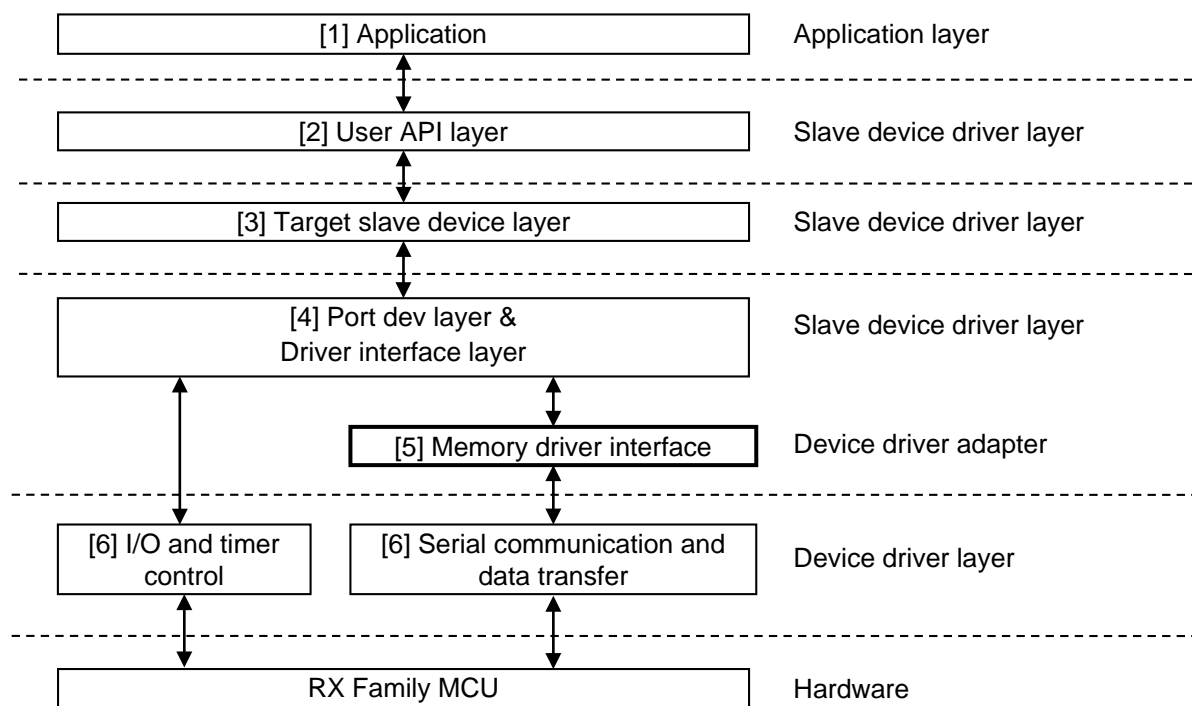 [1] Application
Application layer
[2] User API layer
Slave device driver layer
[3] Target slave device layer
Slave device driver layer
[4] Port dev layer &
Driver interface layer
Slave device driver layer
[5] Memory driver interface
Device driver adapter
[6] I/O and timer
control
[6] Serial communication and
data transfer
Device driver layer
RX Family MCU
Hardware